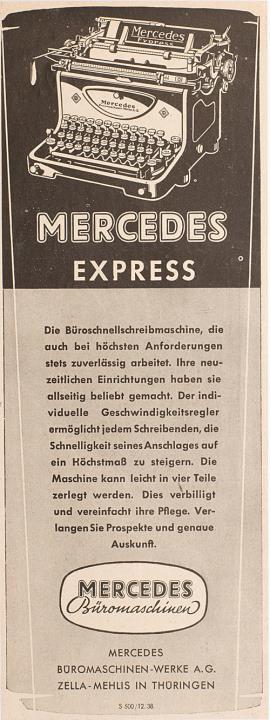 Mercedes
Express
Mercedes
MERCEDES
EXPRESS
Die Büroschnellschreibmaschine, die
auch bei höchsten Anforderungen
stets zuverlässig arbeitet. Ihre neu-
zeitlichen Einrichtungen haben sie
allseitig beliebt gemacht. Der indi-
viduelle Geschwindigkeitsregler
ermöglicht jedem Schreibenden, die
Schnelligkeit seines Anschlages auf
ein Höchstmaß zu steigern. Die
Maschine kann leicht in vier Teile
zerlegt werden. Dies verbilligt
und vereinfacht ihre Pflege. Ver-
langen Sie Prospekte und genaue
Auskunft.
MERCEDES
Büromaschinen
MERCEDES
BÜROMASCHINEN-WERKE A.G.
ZELLA-MEHLIS IN THÜRINGEN
S 500/12. 38.